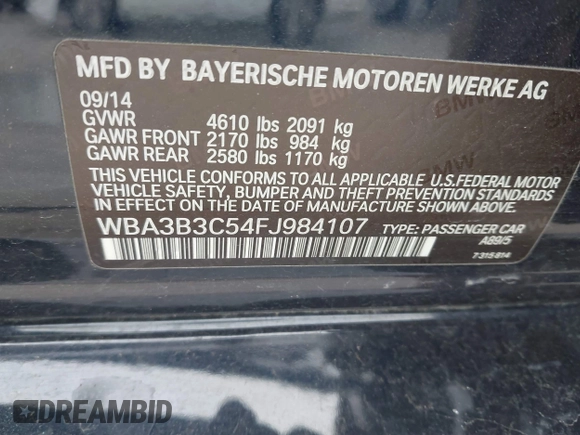 MFD BY BAYERISCHE MOTOREN WERKE AG
09/14
GVWR 4610 lbs 2091 kg
GAWR FRONT 2170 lbs 984 kg
GAWR REAR 2580 lbs 1170 kg
THIS VEHICLE CONFORMS TO ALL APPLICABLE U.S.FEDERAL MOTOR
VEHICLE SAFETY, BUMPER AND THEFT PREVENTION STANDARDS
IN EFFECT ON THE DATE OF MANUFACTURE SHOWN ABOVE.
WBA3B3C54FJ984107 TYPE: PASSENGER CAR
A89/5
7315814
BMW
DREAMBID